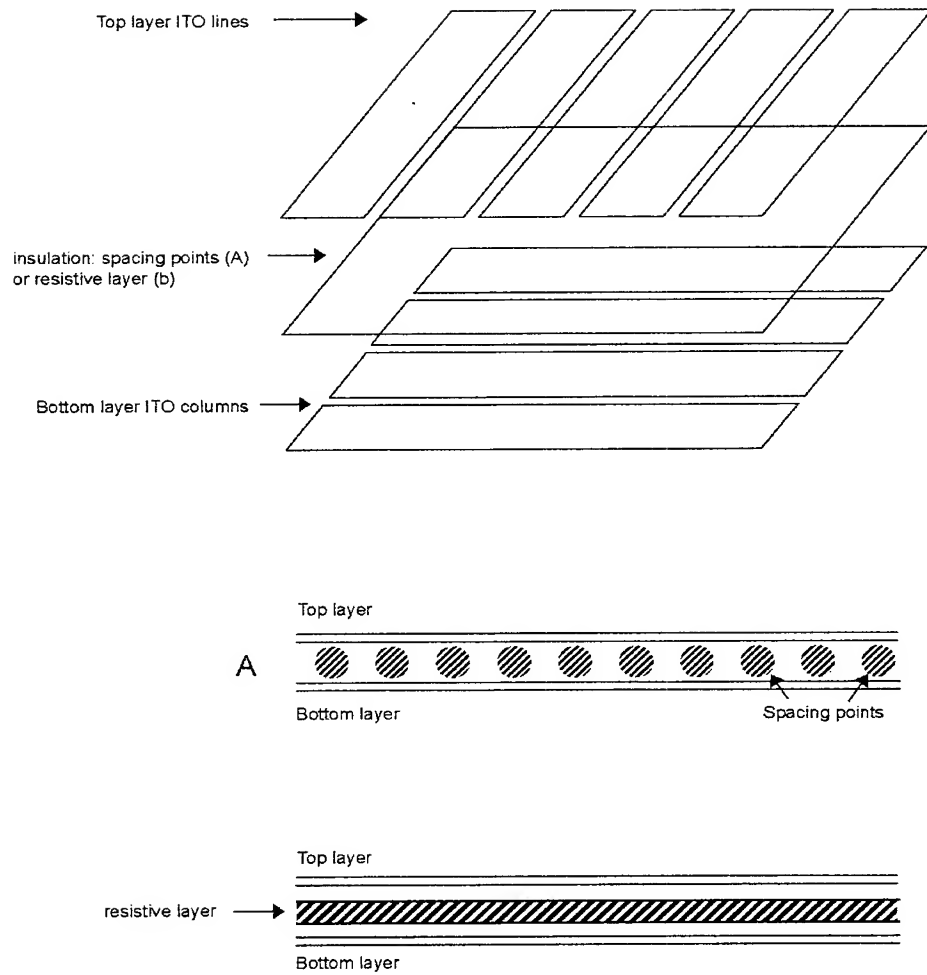 Top layer ITO lines
insulation: spacing points (A)
or resistive layer (b)
Bottom layer ITO columns
Top layer
A
Bottom layer
Spacing points
Top layer
resistive layer
Bottom layer